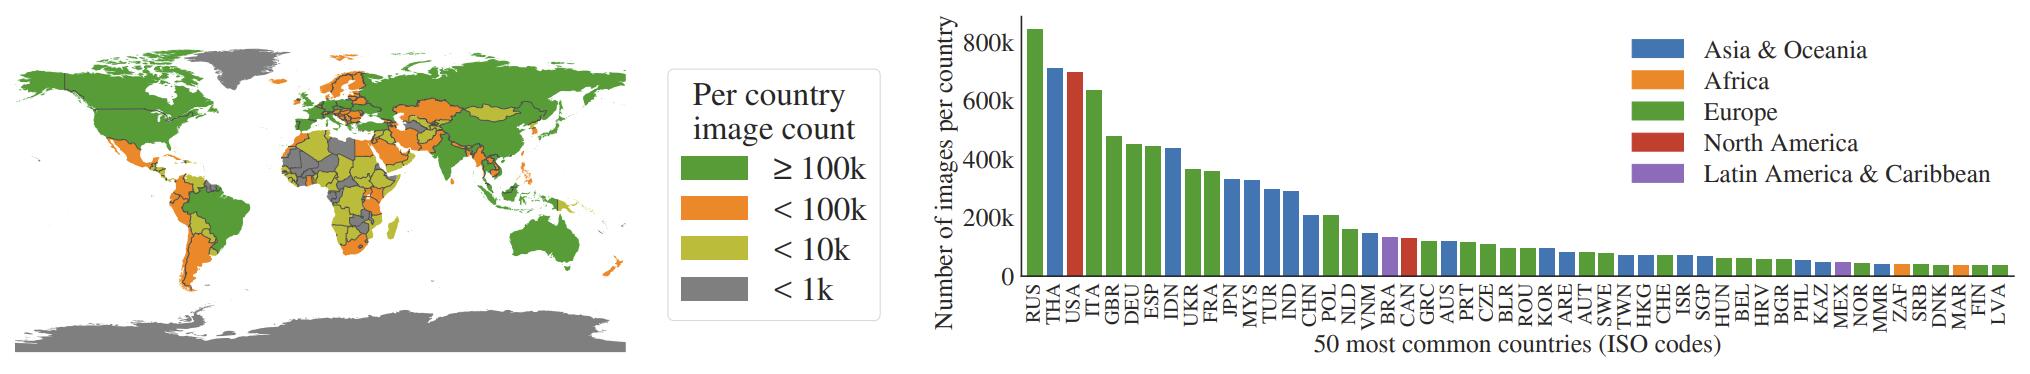 Per country
image count
≥ 100k
< 100k
< 10k
< 1k
Number of images per country
800k
600k
400k
200k
0
Asia & Oceania
Africa
Europe
North America
Latin America & Caribbean
RUS
THA
USA
ITA
GBR
DEU
ESP
IDN
UKR
FRA
JPN
MYS
TUR
IND
CHN
POL
NLD
VNM
BRA
CAN
GRC
AUS
PRT
CZE
BLR
ROU
KOR
ARE
AUT
SWE
TWN
HKG
CHE
ISR
SGP
HUN
BEL
HRV
BGR
PHL
KAZ
MEX
NOR
MMR
ZAF
SRB
DNK
MAR
FIN
LVA
50 most common countries (ISO codes)